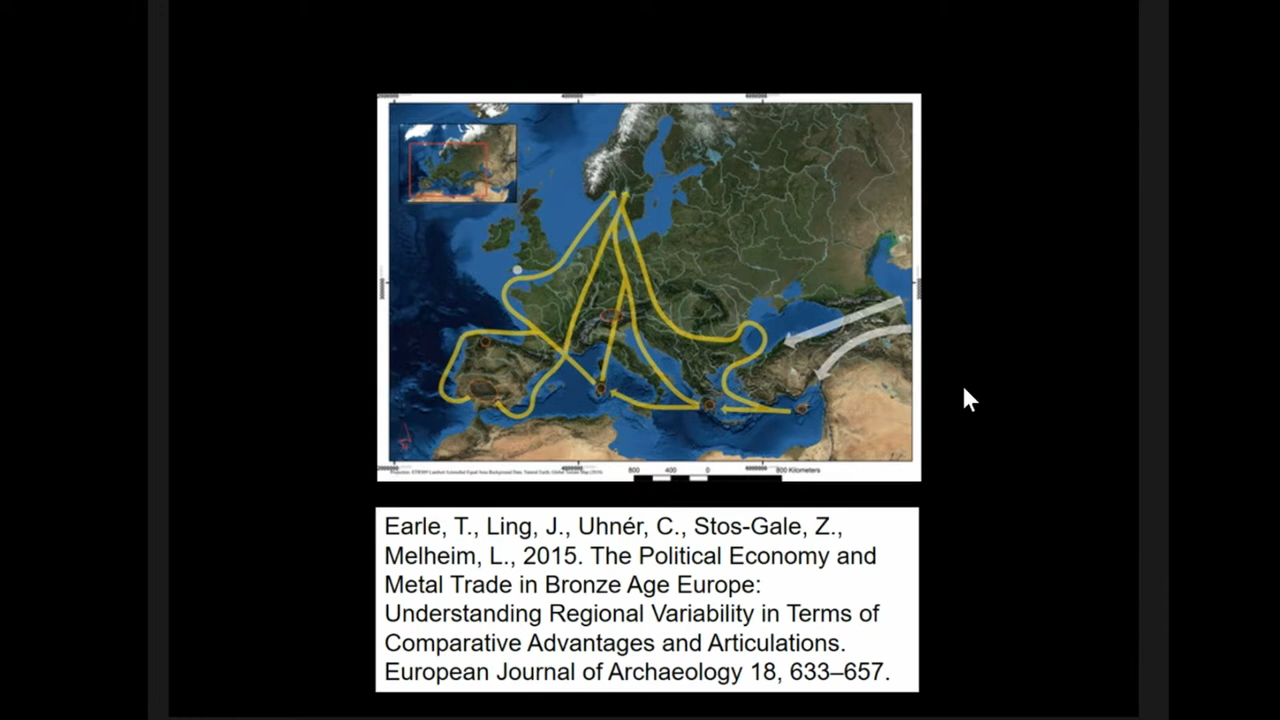 800 400 0 800 Kilometers
Earle, T., Ling, J., Uhnér, C., Stos-Gale, Z.,
Melheim, L., 2015. The Political Economy and
Metal Trade in Bronze Age Europe:
Understanding Regional Variability in Terms of
Comparative Advantages and Articulations.
European Journal of Archaeology 18, 633–657.